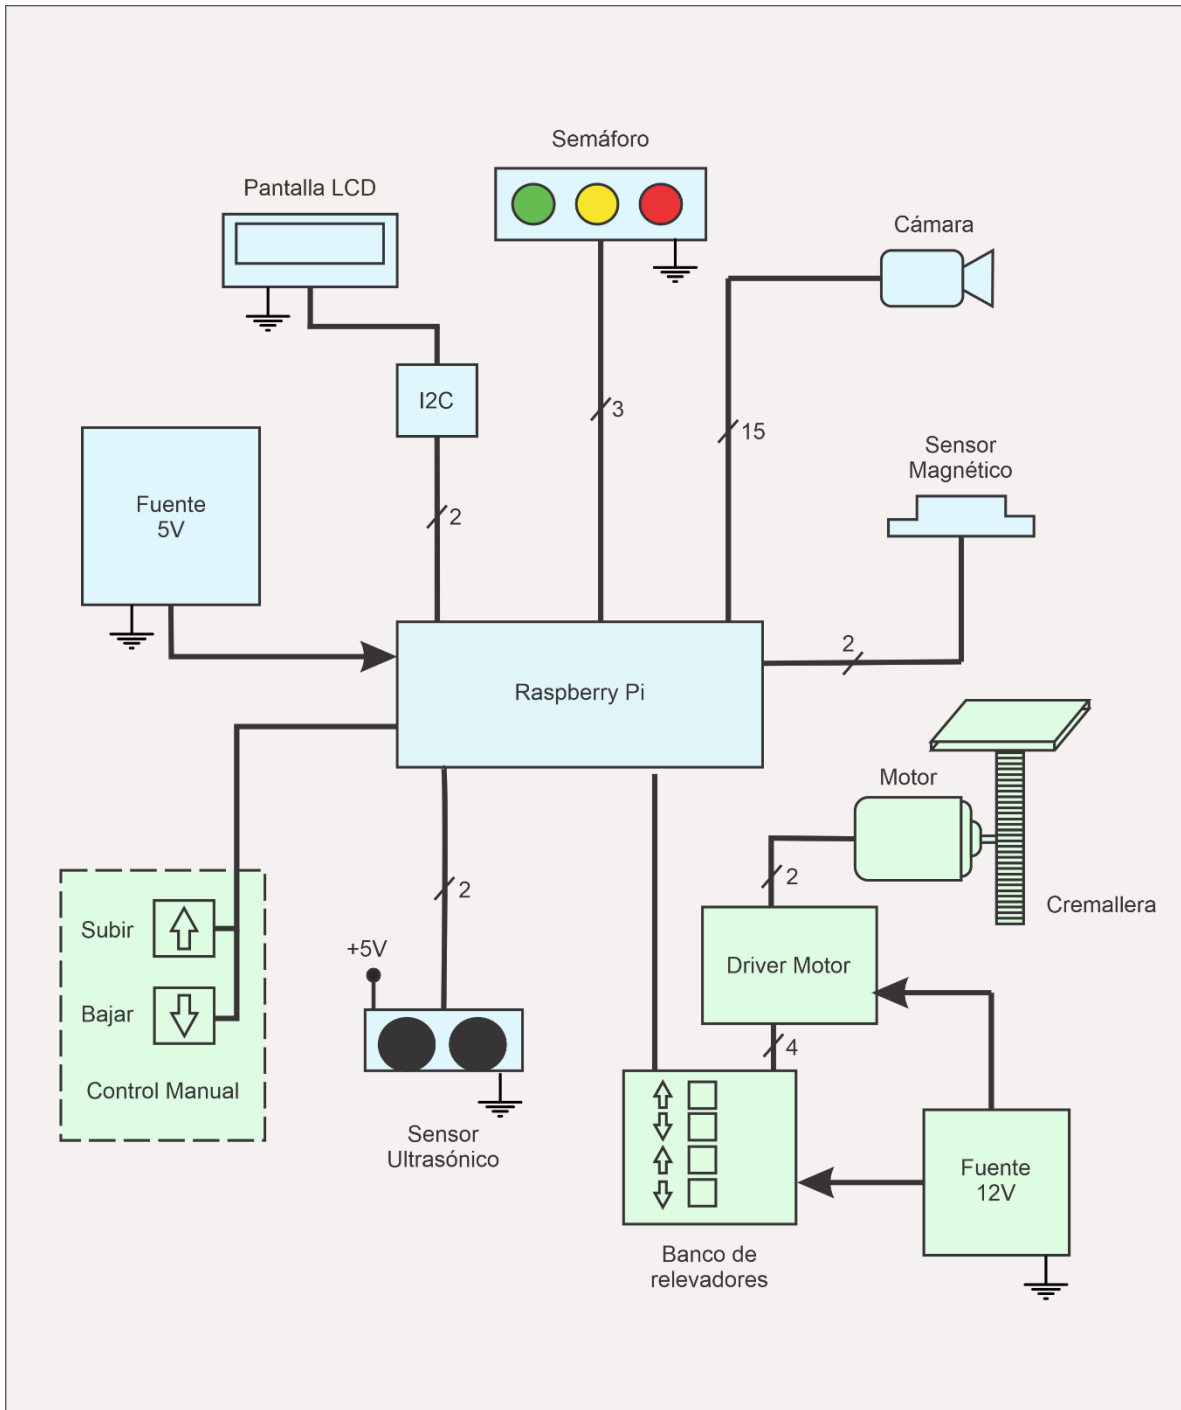 Semáforo
Pantalla LCD
Cámara
I2C
3
15
Sensor
Magnético
Fuente
5V
2
2
Raspberry Pi
Motor
2
Cremallera
2
Subir
+5V
Driver Motor
Bajar
4
Control Manual
Sensor
Ultrasónico
Fuente
12V
Banco de
relevadores